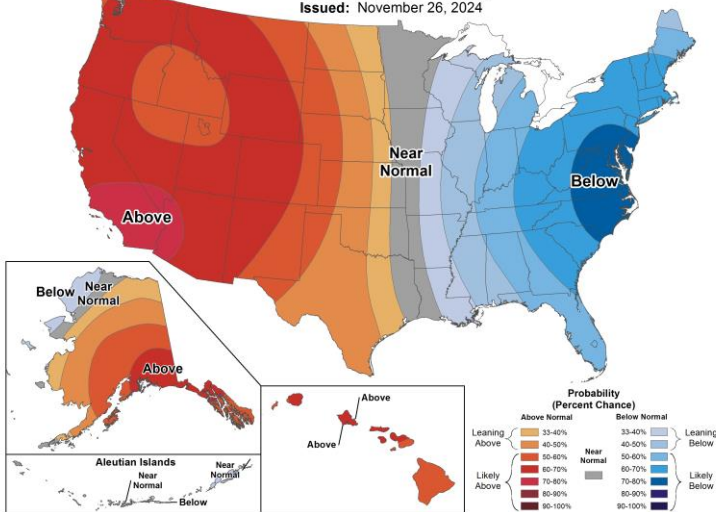 Issued: November 26, 2024
Near
Normal
Below
Above
Below
Near
Normal
Above
Aleutian Islands
Near
Normal
Near
Normal
Below
Above
Above
Probability
(Percent Chance)
Above Normal
Below Normal
Leaning
Above
33-40%
40-50%
Likely
Above
50-60%
60-70%
70-80%
80-90%
90-100%
Near
Normal
33-40%
40-50%
Leaning
Below
50-60%
60-70%
70-80%
80-90%
90-100%
Likely
Below